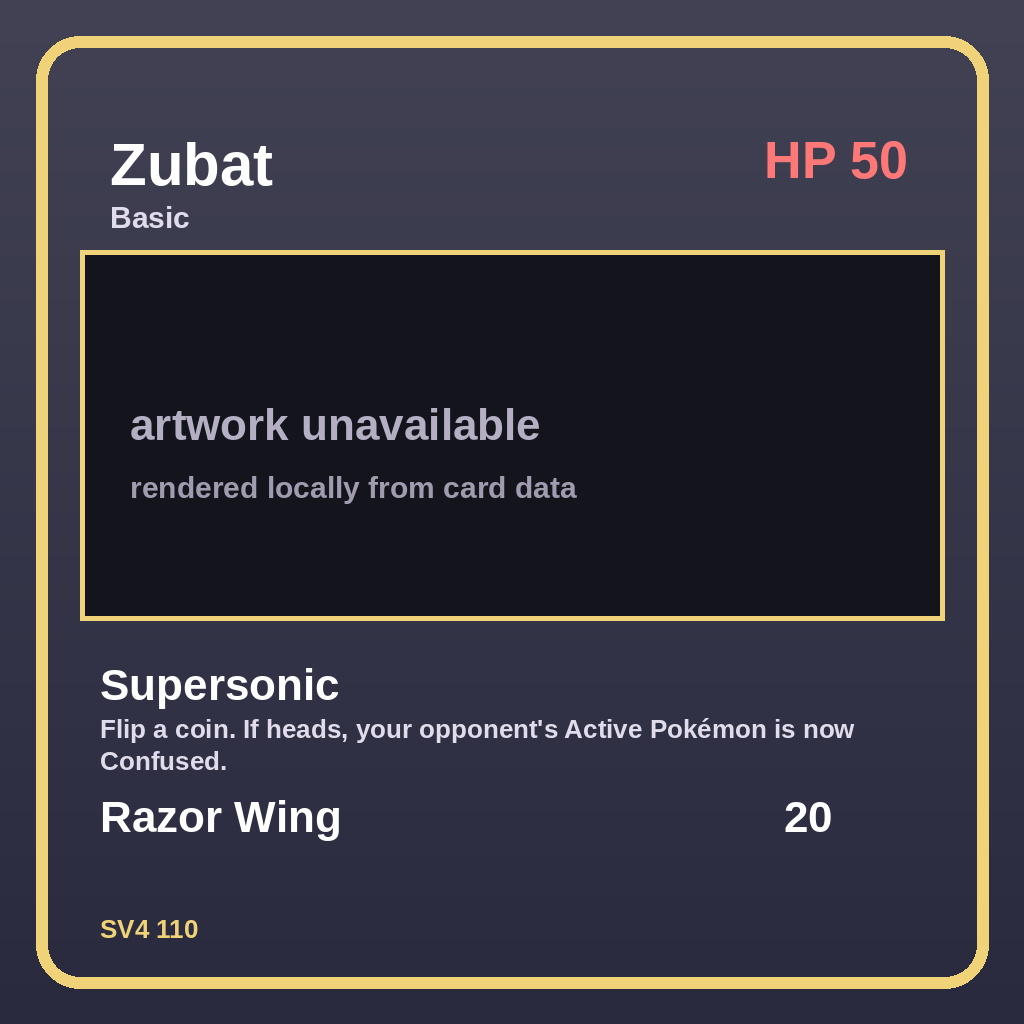 Zubat
HP 50
Basic
artwork unavailable
rendered locally from card data
Supersonic
Flip a coin. If heads, your opponent's Active Pokémon is now
Confused.
Razor Wing 20
SV4 110